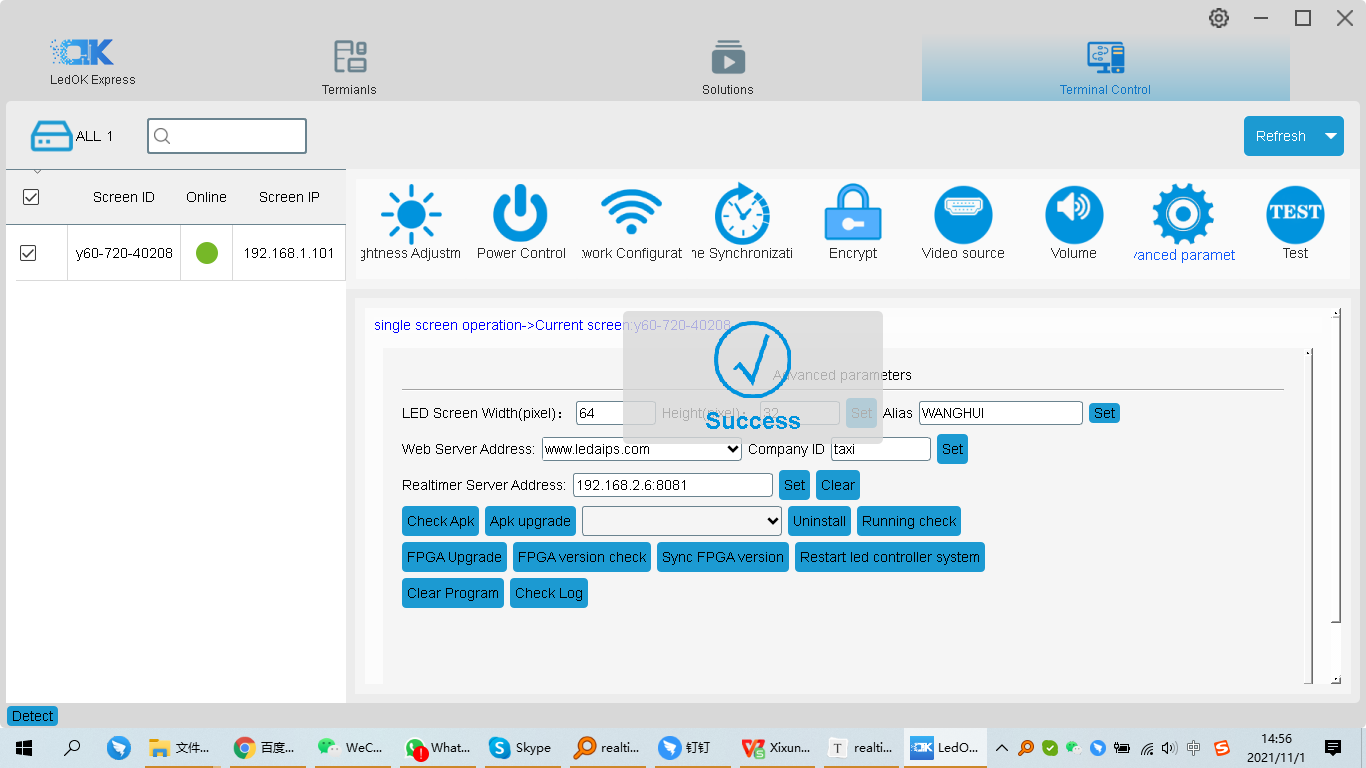 LedOK Express
Termianls
Solutions
Terminal Control
ALL 1
Refresh
Screen ID Online Screen IP
y60-720-40208 192.168.1.101
ghtness Adjustm Power Control work Configurat ne Synchronizati Encrypt Video source Volume vanced paramet Test
TEST
single screen operation->Current screen:y60-720-40208
Advanced parameters
LED Screen Width(pixel)： 64 Height(pixel)： 32 Set Alias WANGHUI Set
Success
Web Server Address: www.ledaips.com Company ID taxi Set
Realtimer Server Address: 192.168.2.6:8081 Set Clear
Check Apk Apk upgrade Uninstall Running check
FPGA Upgrade FPGA version check Sync FPGA version Restart led controller system
Clear Program Check Log
Detect
文件... 百度... WeC... What... Skype realti... 钉钉 Xixun... realti... LedO... 中 14:56
2021/11/1